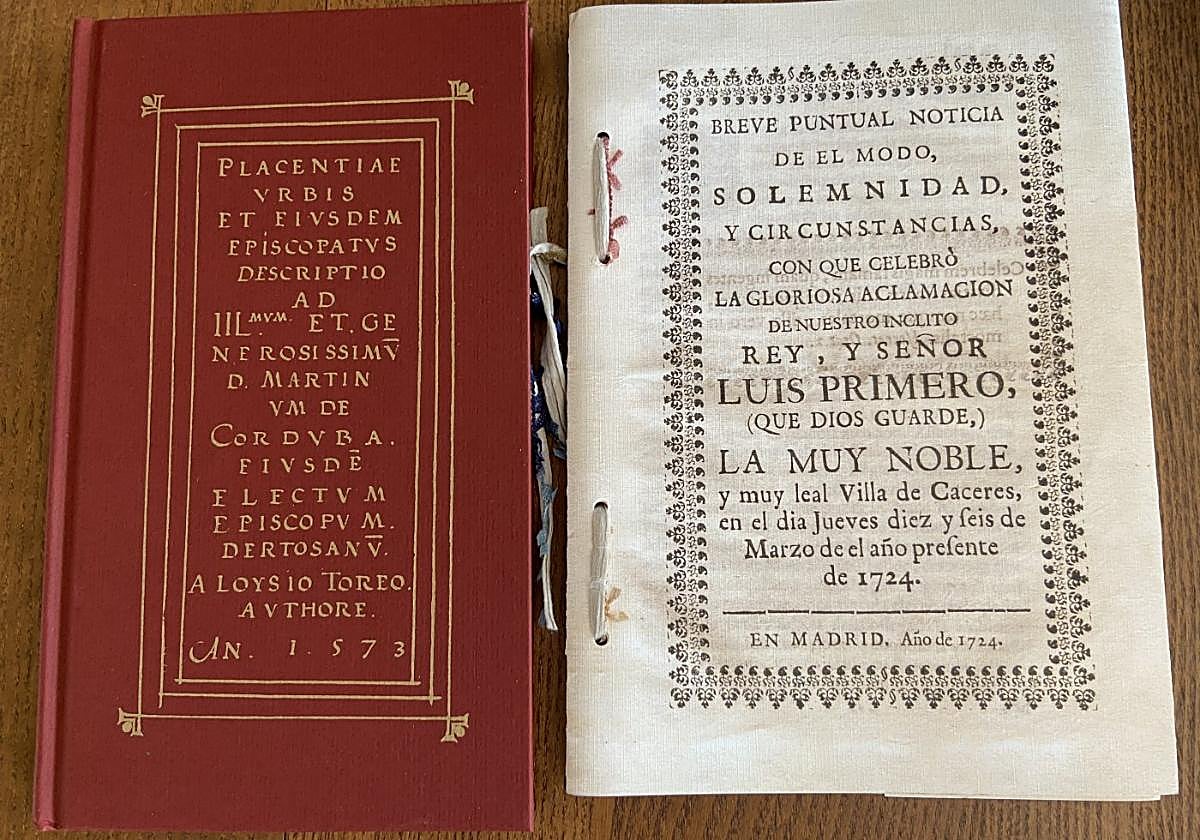 PLACENTIAE
VRBIS
ET EIVSDEM
EPISCOPATVS
DESCRIPTIO
AD
IIL.MVM. ET. GE
NEROSISSIMV̄
D. MARTIN
VM DE
CORDVBA.
EIVSDĒ
ELECTVM
EPISCOPVM.
DERTOSANV̄.
ALOYSIO TOREO.
AVTHORE.
AN. 1.573
BREVE PUNTUAL NOTICIA
DE EL MODO,
SOLEMNIDAD,
Y CIRCUNSTANCIAS,
CON QUE CELEBRÒ
LA GLORIOSA ACLAMACION
DE NUESTRO INCLITO
REY, Y SEÑOR
LUIS PRIMERO,
(QUE DIOS GUARDE,)
LA MUY NOBLE,
y muy leal Villa de Caceres,
en el dia Jueves diez y ſeis de
Marzo de el año preſente
de 1724.
EN MADRID, Año de 1724.